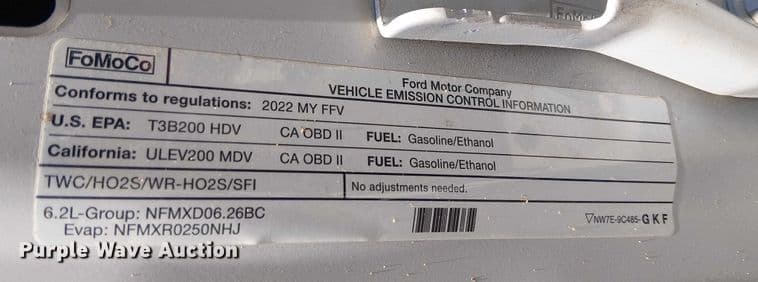 FoMoCo
Ford Motor Company
VEHICLE EMISSION CONTROL INFORMATION
Conforms to regulations: 2022 MY FFV
U.S. EPA: T3B200 HDV CA OBD II FUEL: Gasoline/Ethanol
California: ULEV200 MDV CA OBD II FUEL: Gasoline/Ethanol
TWC/HO2S/WR-HO2S/SFI No adjustments needed.
6.2L-Group: NFMXD06.26BC
Evap: NFMXR0250NHJ
NW7E-9C485-GKF
Purple Wave Auction